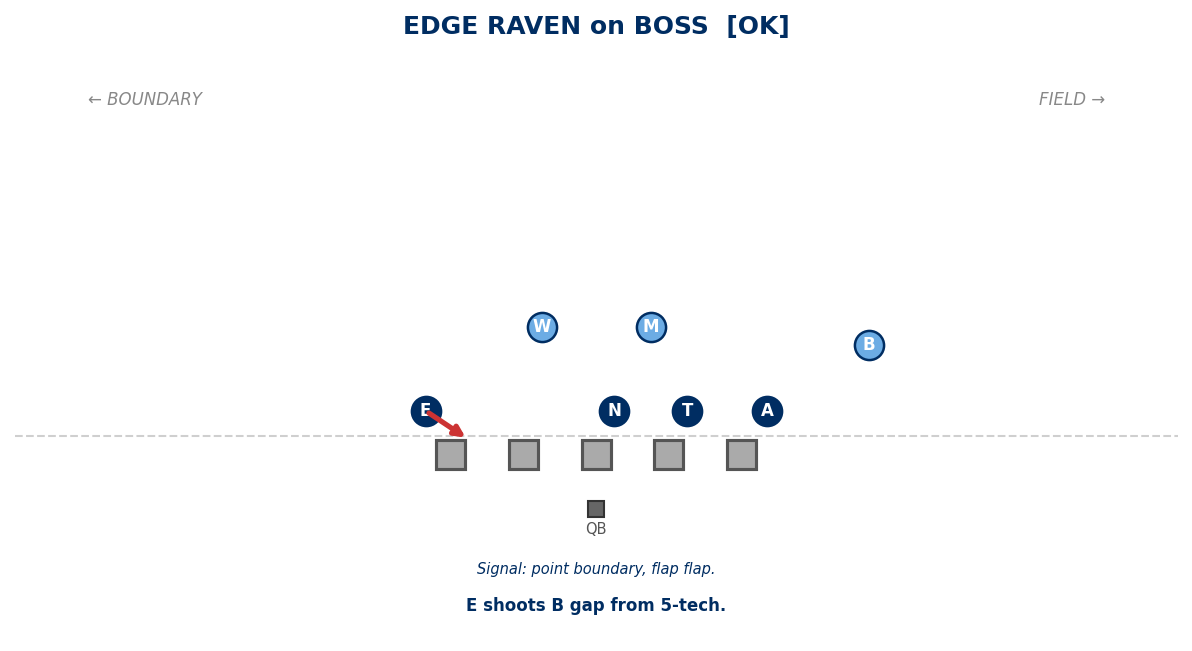 EDGE RAVEN on BOSS [OK]
← BOUNDARY
FIELD →
W
M
B
E
N
T
A
QB
Signal: point boundary, flap flap.
E shoots B gap from 5-tech.